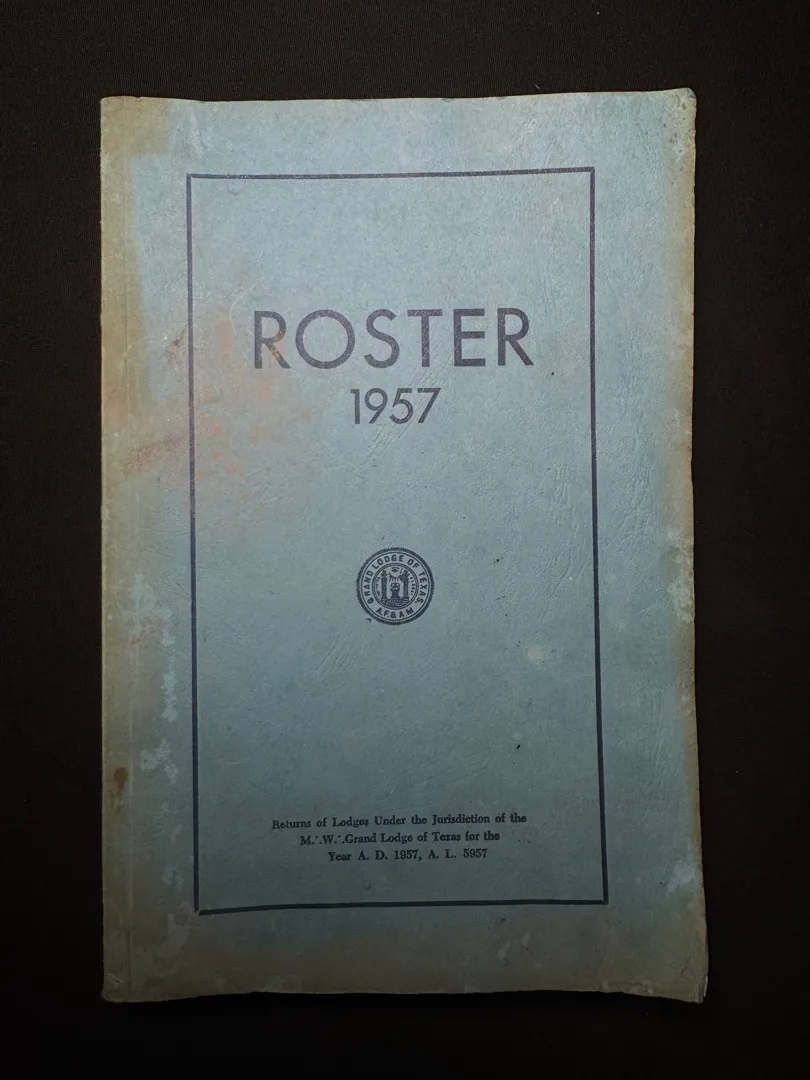 ROSTER
1957
GRAND LODGE OF TEXAS.
A.F.&A.M.
Returns of Lodges Under the Jurisdiction of the
M.∴W.∴Grand Lodge of Texas for the
Year A. D. 1957, A. L. 5957